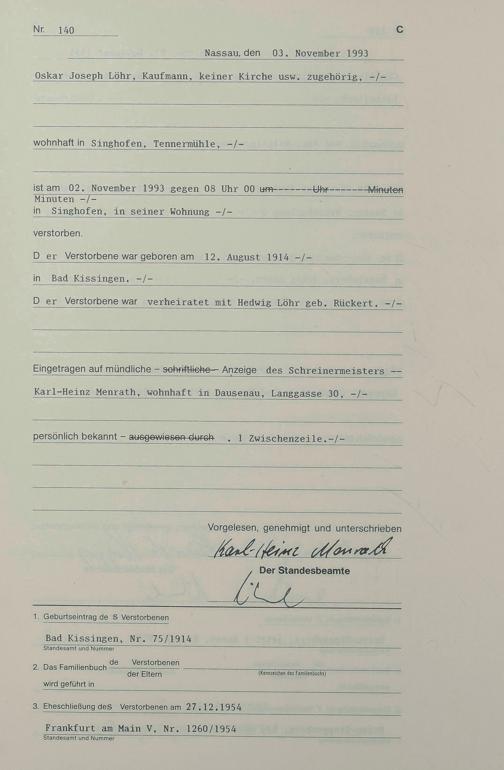 Nr. 140 C
Nassau, den 03. November 1993
Oskar Joseph Löhr, Kaufmann, keiner Kirche usw. zugehörig, -/-
wohnhaft in Singhofen, Tennermühle, -/-
ist am 02. November 1993 gegen 08 Uhr 00 um-------Uhr-------Minuten
Minuten -/-
in Singhofen, in seiner Wohnung -/-
verstorben.
D er Verstorbene war geboren am 12. August 1914 -/-
in Bad Kissingen. -/-
D er Verstorbene war verheiratet mit Hedwig Löhr geb. Rückert. -/-
Eingetragen auf mündliche – schriftliche – Anzeige des Schreinermeisters --
Karl-Heinz Menrath, wohnhaft in Dausenau, Langgasse 30, -/-
persönlich bekannt – ausgewiesen durch . 1 Zwischenzeile.-/-
Vorgelesen, genehmigt und unterschrieben
Karl-Heinz Menrath
Der Standesbeamte
1. Geburtseintrag de s Verstorbenen
Bad Kissingen, Nr. 75/1914
Standesamt und Nummer
2. Das Familienbuch de Verstorbenen
der Eltern
(Kennzeichen des Familienbuchs)
wird geführt in
3. Eheschließung des Verstorbenen am 27.12.1954
Frankfurt am Main V, Nr. 1260/1954
Standesamt und Nummer